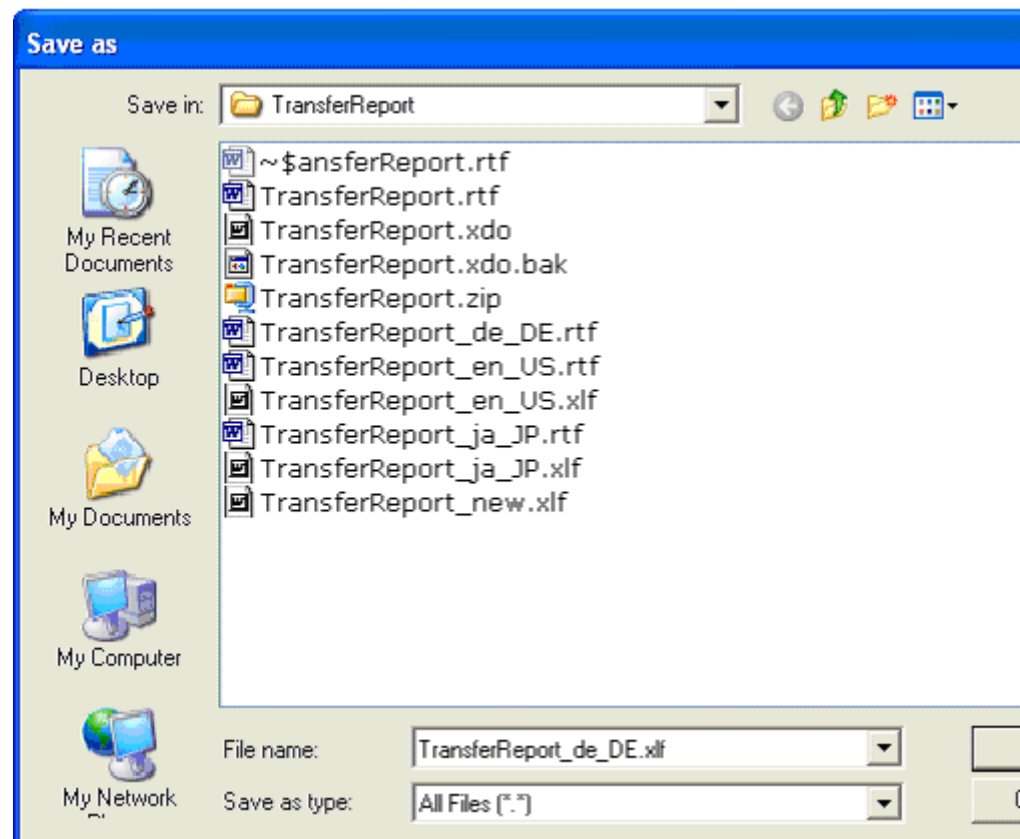 Save as
Save in: TransferReport
~$ansferReport.rtf
TransferReport.rtf
TransferReport.xdo
TransferReport.xdo.bak
TransferReport.zip
TransferReport_de_DE.rtf
TransferReport_en_US.rtf
TransferReport_en_US.xlf
TransferReport_ja_JP.rtf
TransferReport_ja_JP.xlf
TransferReport_new.xlf
My Recent
Documents
Desktop
My Documents
My Computer
My Network
File name: TransferReport_de_DE.xlf
Save as type: All Files (*.*)